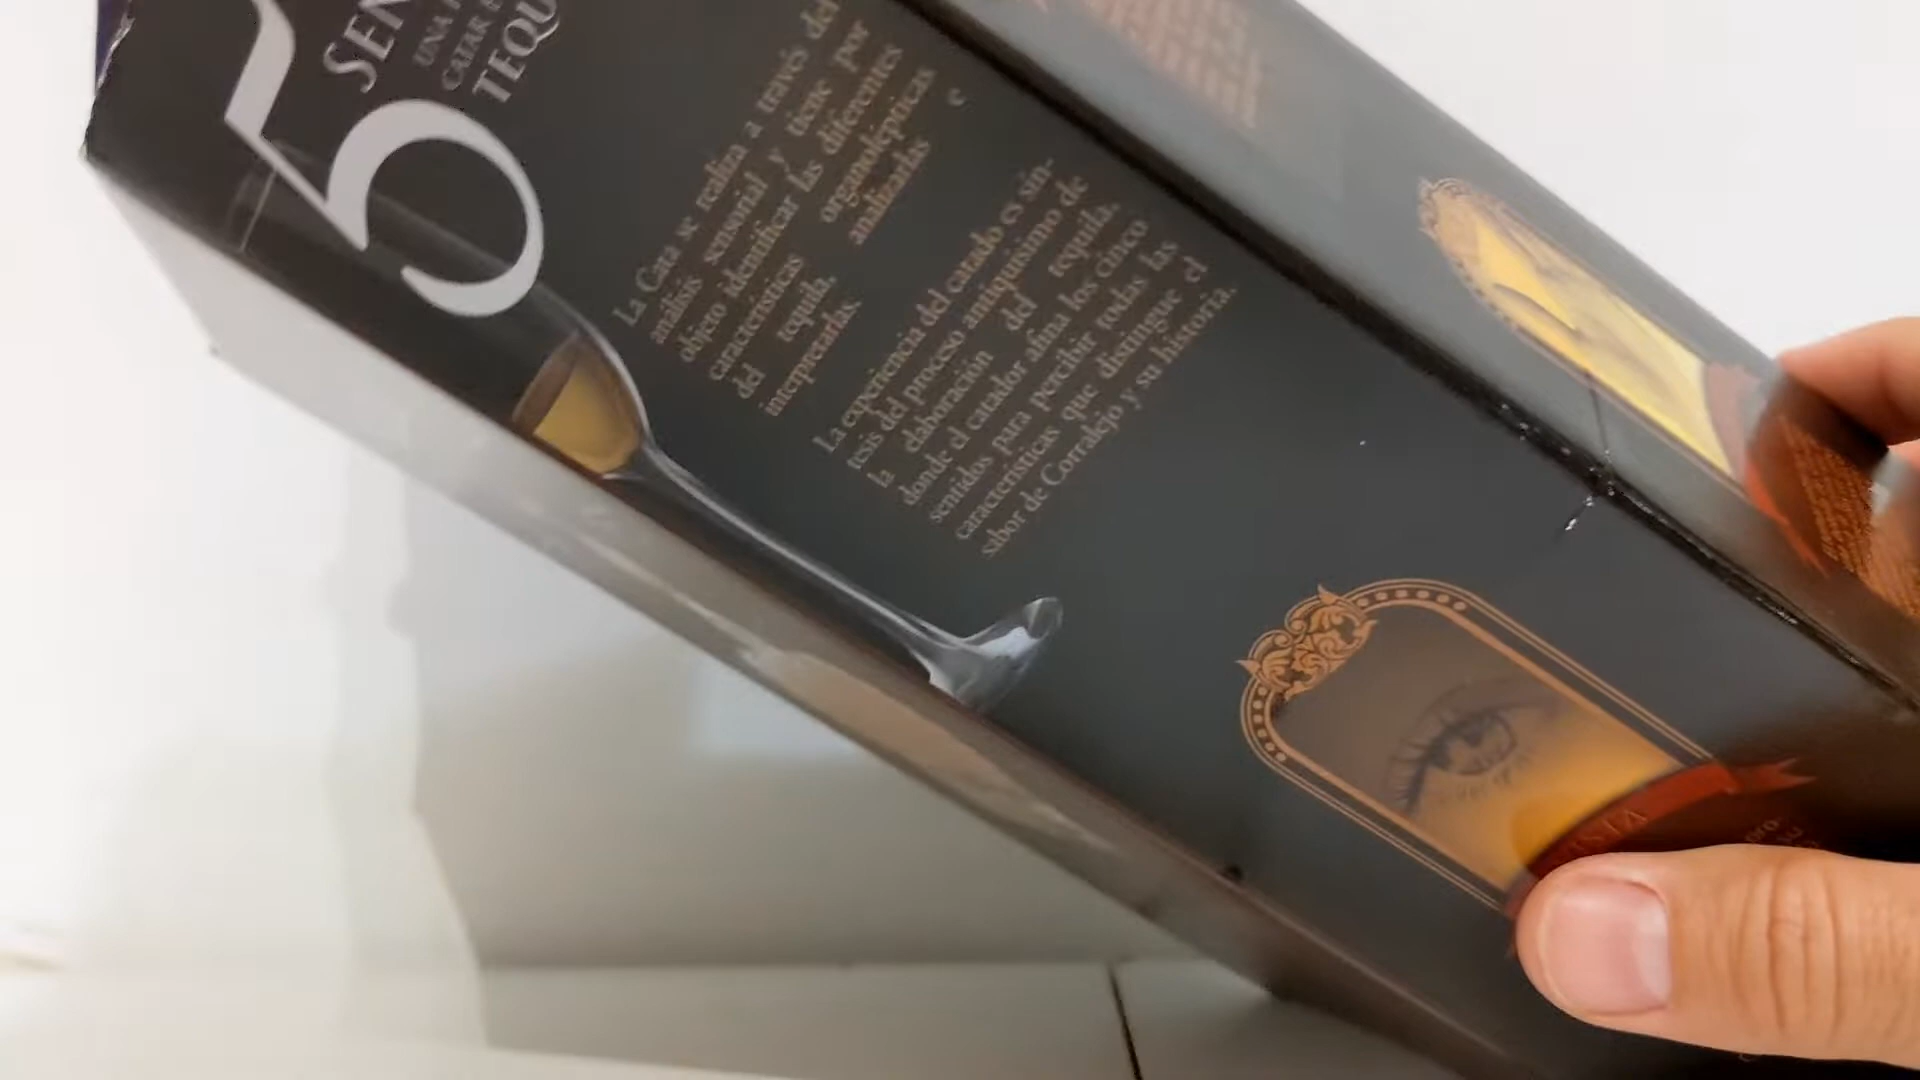 5
SEN
UNA
CATAR
TEQU
La Cata se realiza a través del
análisis sensorial y tiene por
objeto identificar las diferentes
características organolépticas
del tequila, analizarlas e
interpretarlas.
La experiencia del catado es sín-
tesis del proceso antiquísimo de
la elaboración del tequila,
donde el catador afina los cinco
sentidos para percibir todas las
características que distingue el
sabor de Corralejo y su historia.